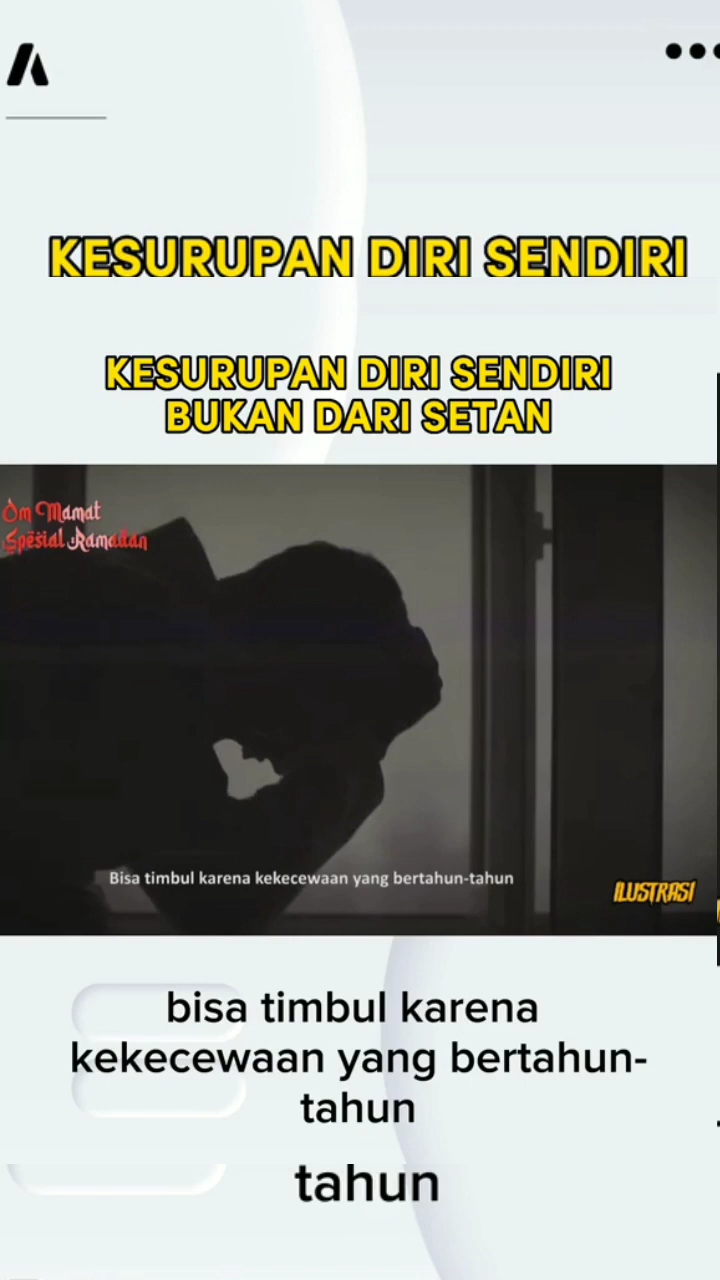 KESURUPAN DIRI SENDIRI
KESURUPAN DIRI SENDIRI
BUKAN DARI SETAN
Om Mamat
Spesial Ramadan
Bisa timbul karena kekecewaan yang bertahun-tahun
ILUSTRASI
bisa timbul karena
kekecewaan yang bertahun-
tahun
tahun